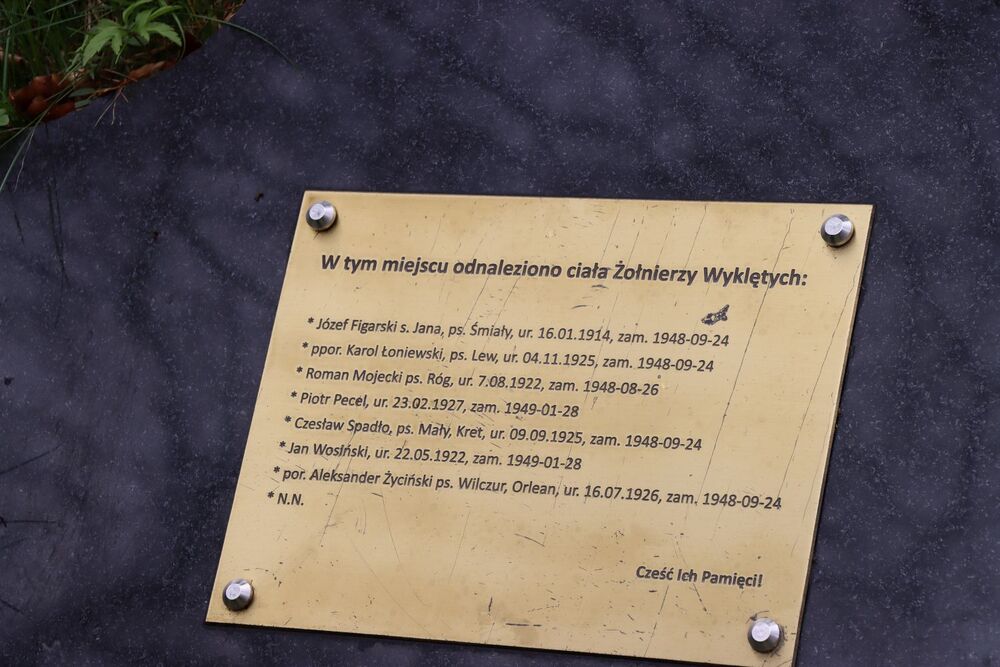 W tym miejscu odnaleziono ciała Żołnierzy Wyklętych:
* Józef Figarski s. Jana, ps. Śmiały, ur. 16.01.1914, zam. 1948-09-24
* ppor. Karol Łoniewski, ps. Lew, ur. 04.11.1925, zam. 1948-09-24
* Roman Mojecki ps. Róg, ur. 7.08.1922, zam. 1948-08-26
* Piotr Pecel, ur. 23.02.1927, zam. 1949-01-28
* Czesław Spadło, ps. Mały, Kret, ur. 09.09.1925, zam. 1948-09-24
* Jan Wosiński, ur. 22.05.1922, zam. 1949-01-28
* por. Aleksander Życiński ps. Wilczur, Orlean, ur. 16.07.1926, zam. 1948-09-24
* N.N.
Cześć Ich Pamięci!